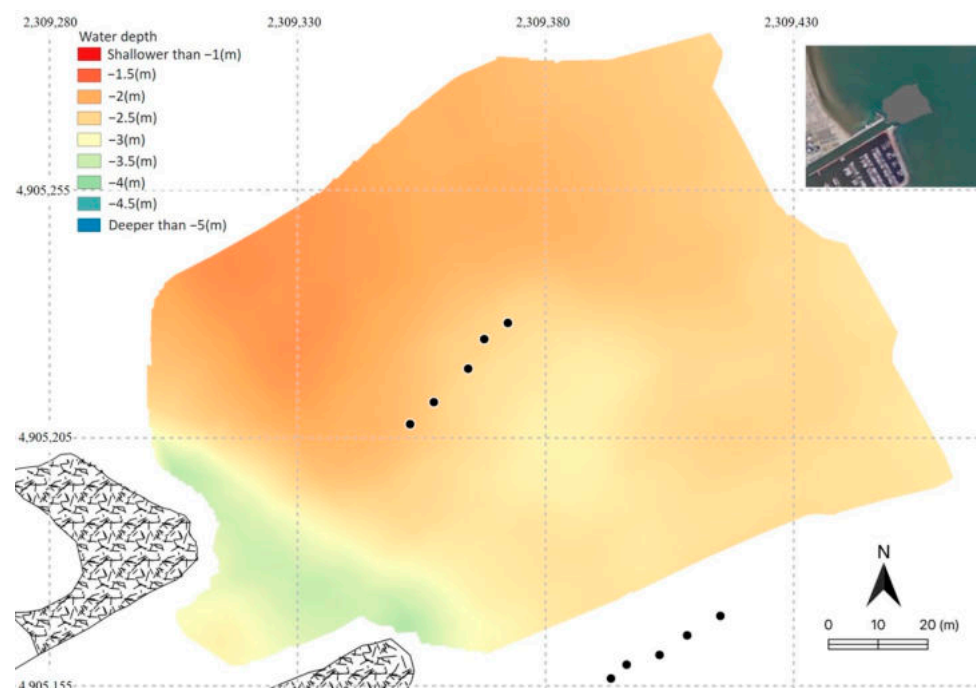 2,309,280
2,309,330
2,309,380
2,309,430
Water depth
Shallower than −1(m)
−1.5(m)
−2(m)
−2.5(m)
−3(m)
−3.5(m)
−4(m)
−4.5(m)
Deeper than −5(m)
4,905,255
4,905,205
4,905,155
N
0 10 20 (m)